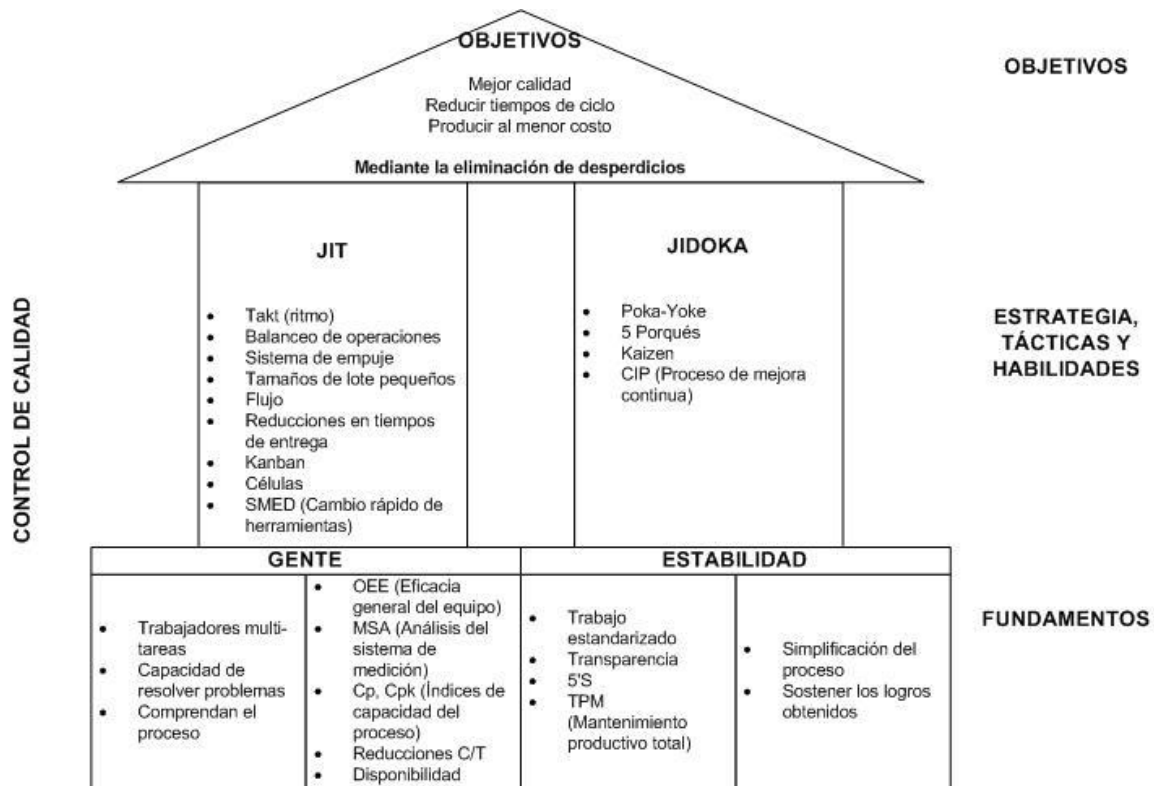 OBJETIVOS
Mejor calidad
Reducir tiempos de ciclo
Producir al menor costo
Mediante la eliminación de desperdicios
OBJETIVOS
CONTROL DE CALIDAD
JIT
• Takt (ritmo)
• Balanceo de operaciones
• Sistema de empuje
• Tamaños de lote pequeños
• Flujo
• Reducciones en tiempos
de entrega
• Kanban
• Células
• SMED (Cambio rápido de
herramientas)
JIDOKA
• Poka-Yoke
• 5 Porqués
• Kaizen
• CIP (Proceso de mejora
continua)
ESTRATEGIA,
TÁCTICAS Y
HABILIDADES
GENTE
• Trabajadores multi-
tareas
• Capacidad de
resolver problemas
• Comprendan el
proceso
• OEE (Eficacia
general del equipo)
• MSA (Análisis del
sistema de
medición)
• Cp, Cpk (Índices de
capacidad del
proceso)
• Reducciones C/T
• Disponibilidad
ESTABILIDAD
• Trabajo
estandarizado
• Transparencia
• 5'S
• TPM
(Mantenimiento
productivo total)
• Simplificación del
proceso
• Sostener los logros
obtenidos
FUNDAMENTOS